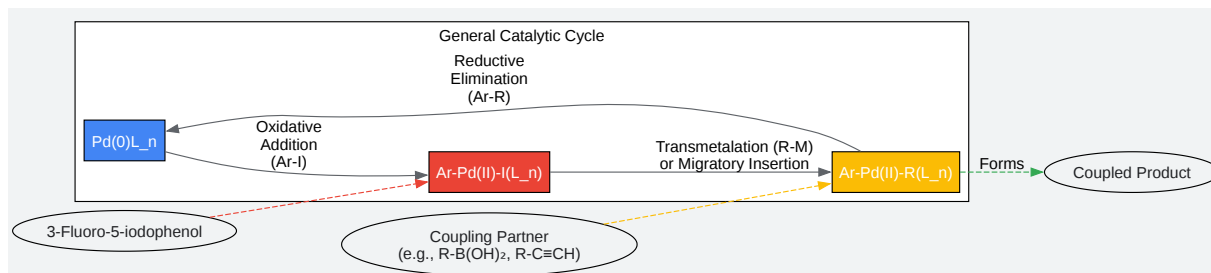 General Catalytic Cycle
Reductive
Elimination
(Ar-R)
Pd(0)L_n
Oxidative
Addition
(Ar-I)
Ar-Pd(II)-I(L_n)
Transmetalation (R-M)
or Migratory Insertion
Ar-Pd(II)-R(L_n)
Forms
Coupled Product
3-Fluoro-5-iodophenol
Coupling Partner
(e.g., R-B(OH)₂, R-C≡CH)